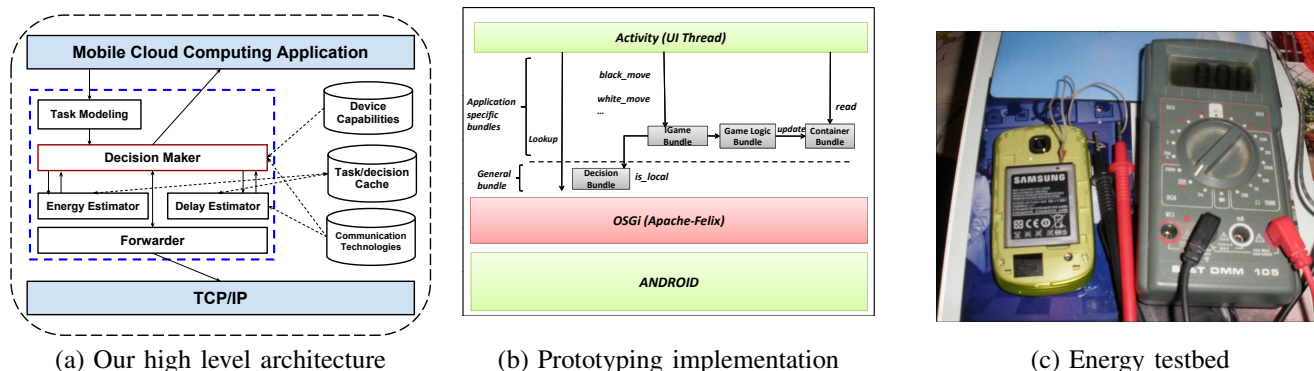 Mobile Cloud Computing Application
Task Modeling
Device
Capabilities
Decision Maker
Task/decision
Cache
Energy Estimator
Delay Estimator
Communication
Technologies
Forwarder
TCP/IP
(a) Our high level architecture
Activity (UI Thread)
black_move
Application
specific
bundles
white_move
...
read
Lookup
IGame
Bundle
Game Logic
Bundle
update
Container
Bundle
General
bundle
Decision
Bundle
is_local
OSGi (Apache-Felix)
ANDROID
(b) Prototyping implementation
SAMSUNG
DMM 105
(c) Energy testbed